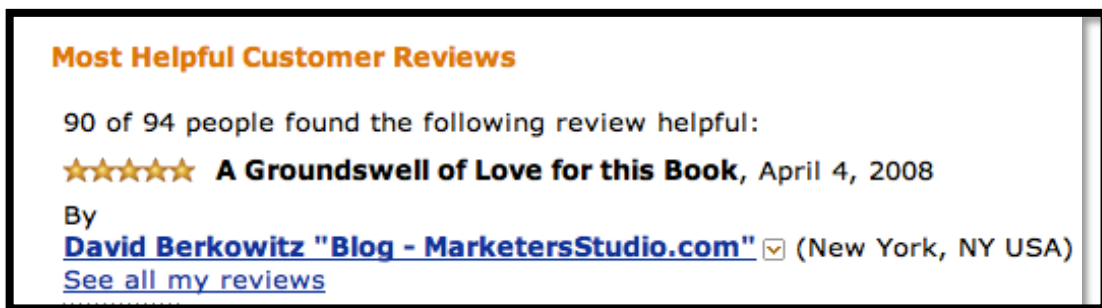 Most Helpful Customer Reviews
90 of 94 people found the following review helpful:
A Groundswell of Love for this Book, April 4, 2008
By
David Berkowitz "Blog - MarketersStudio.com" (New York, NY USA)
See all my reviews